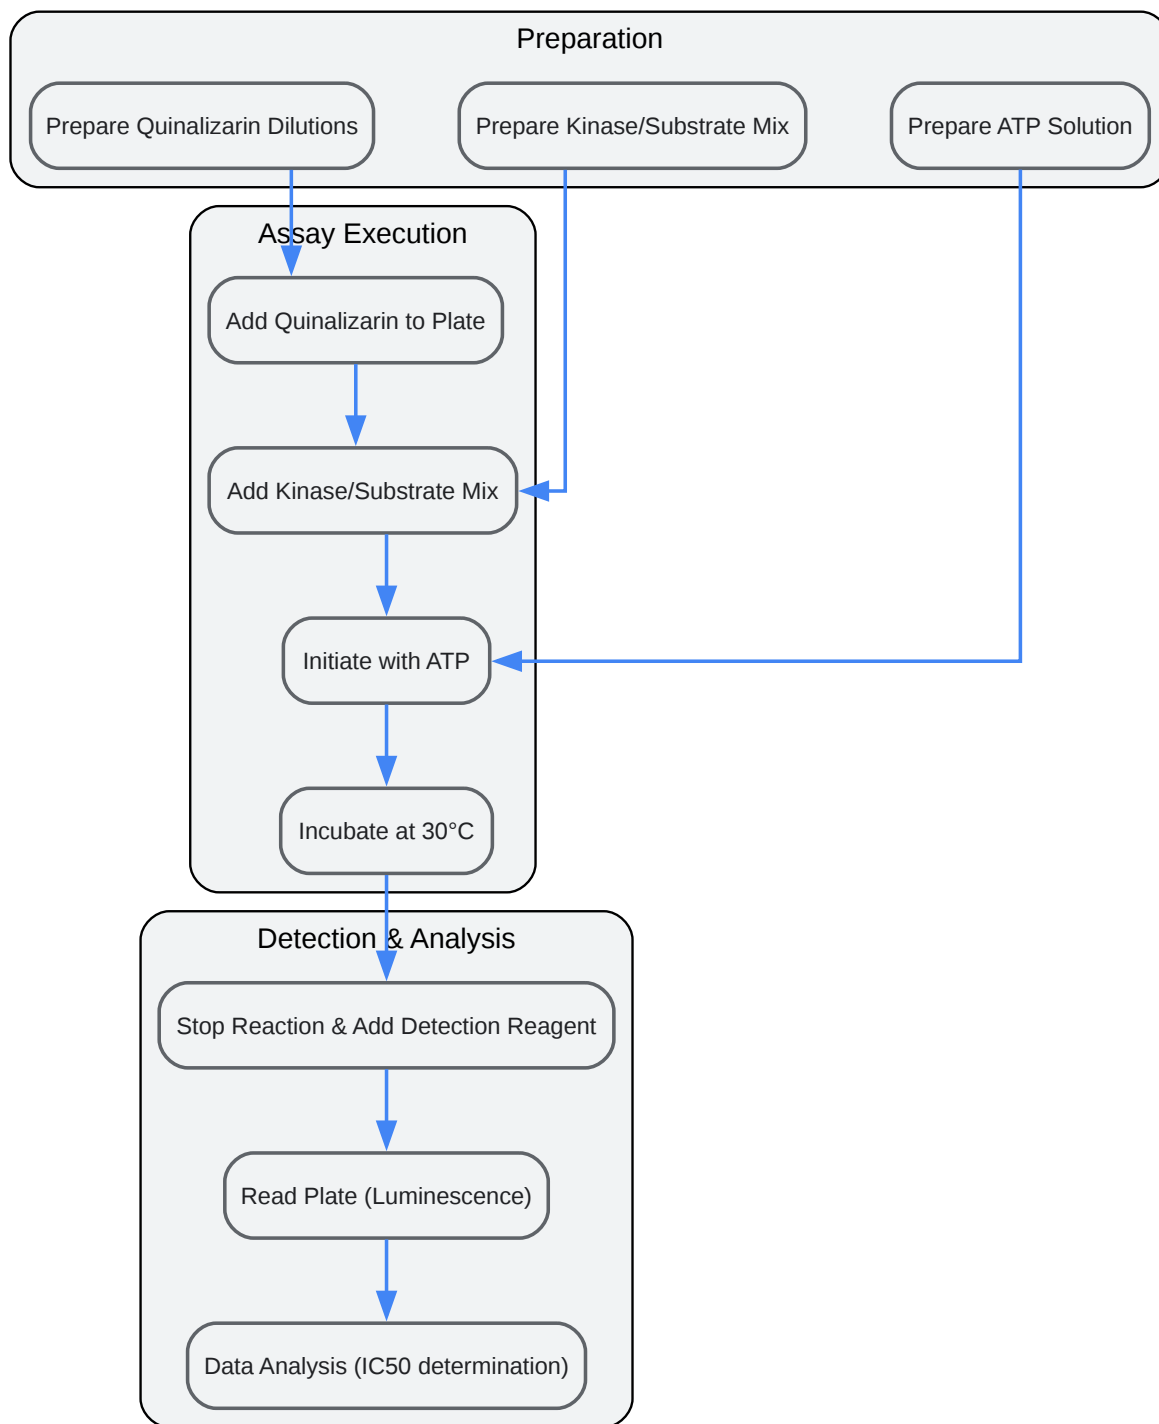 Preparation
Prepare Quinalizarin Dilutions
Prepare Kinase/Substrate Mix
Prepare ATP Solution
Assay Execution
Add Quinalizarin to Plate
Add Kinase/Substrate Mix
Initiate with ATP
Incubate at 30°C
Detection & Analysis
Stop Reaction & Add Detection Reagent
Read Plate (Luminescence)
Data Analysis (IC50 determination)